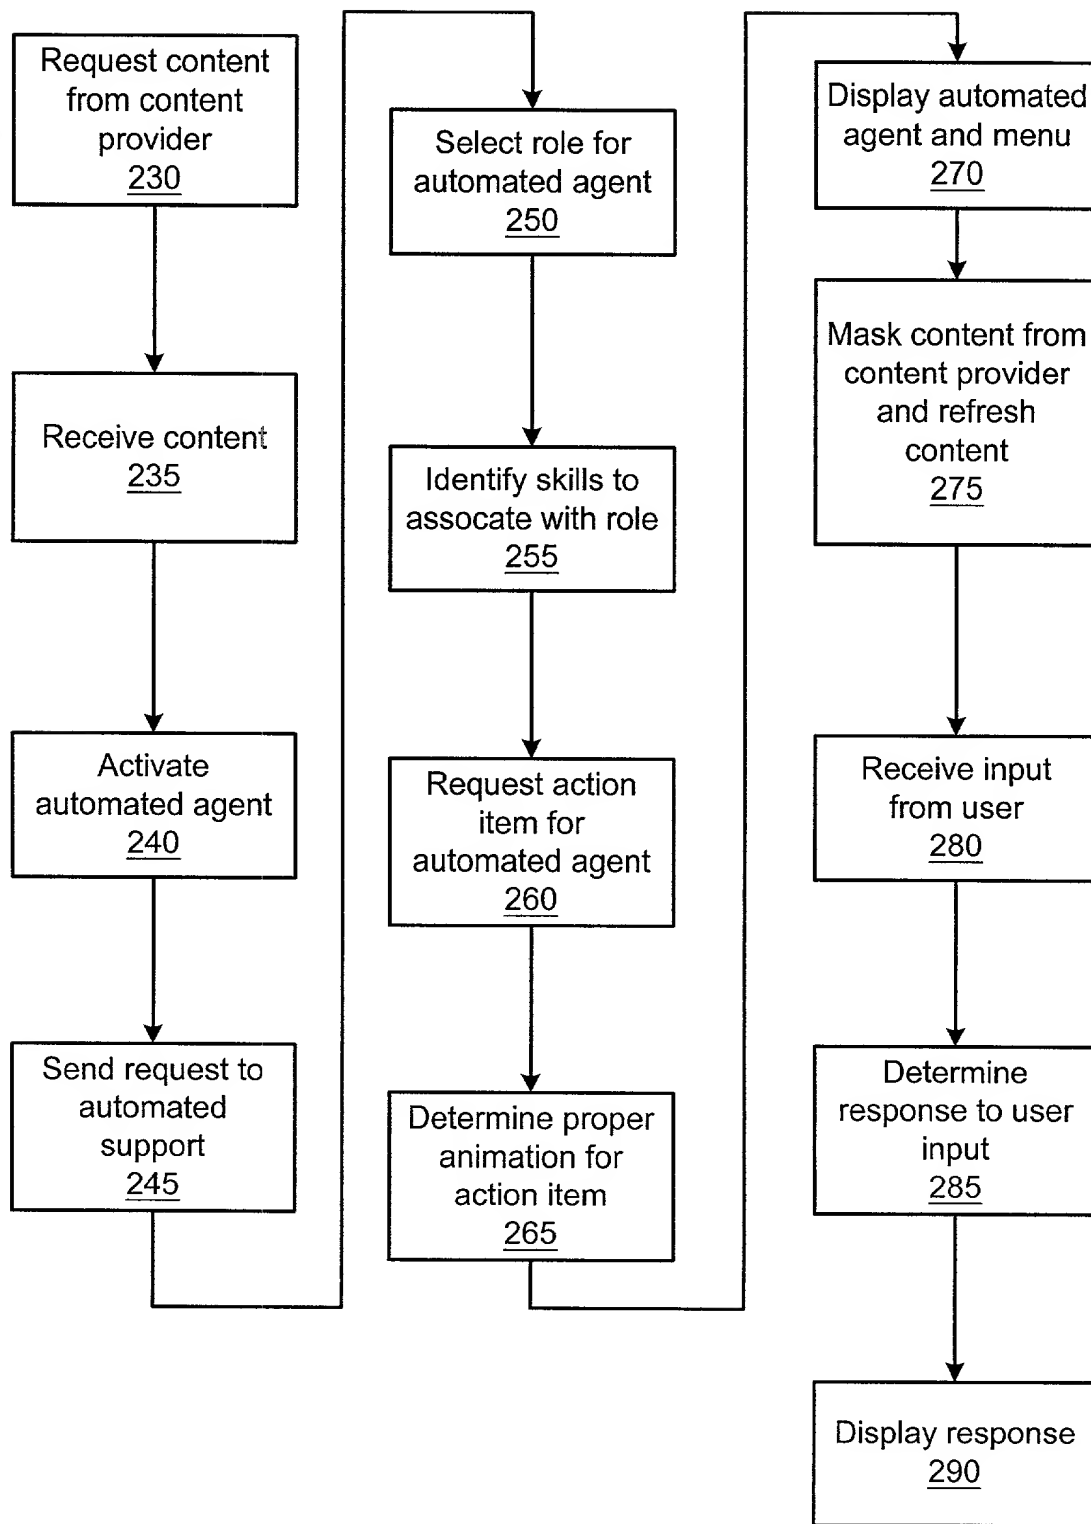 Request content
from content
provider
230
Receive content
235
Activate
automated agent
240
Send request to
automated
support
245
Select role for
automated agent
250
Identify skills to
assocate with role
255
Request action
item for
automated agent
260
Determine proper
animation for
action item
265
Display automated
agent and menu
270
Mask content from
content provider
and refresh
content
275
Receive input
from user
280
Determine
response to user
input
285
Display response
290